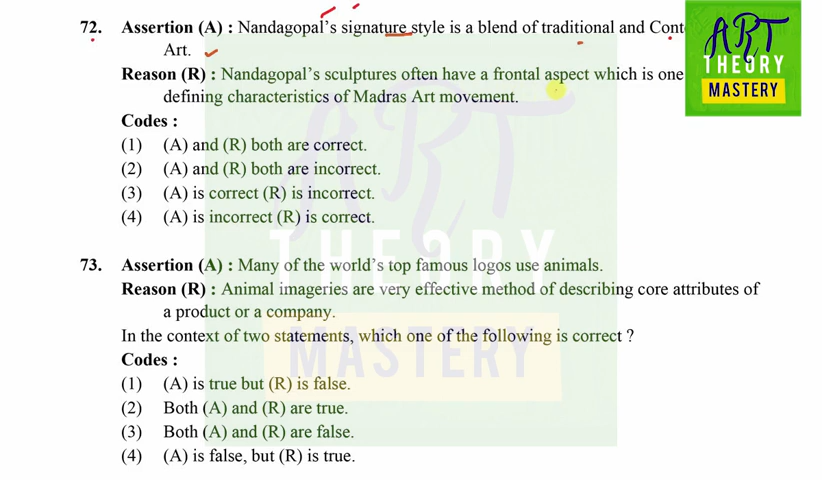 72. Assertion (A) : Nandagopal's signature style is a blend of traditional and
Art.
Reason (R) : Nandagopal's sculptures often have a frontal aspect which is one
defining characteristics of Madras Art movement.
Codes :
(1) (A) and (R) both are correct.
(2) (A) and (R) both are incorrect.
(3) (A) is correct (R) is incorrect.
(4) (A) is incorrect (R) is correct.
ART
THEORY
MASTERY
73. Assertion (A) : Many of the world's top famous logos use animals.
Reason (R) : Animal imageries are very effective method of describing core attributes of
a product or a company.
In the context of two statements, which one of the following is correct ?
Codes :
(1) (A) is true but (R) is false.
(2) Both (A) and (R) are true.
(3) Both (A) and (R) are false.
(4) (A) is false, but (R) is true.
ART
THEORY
MASTERY